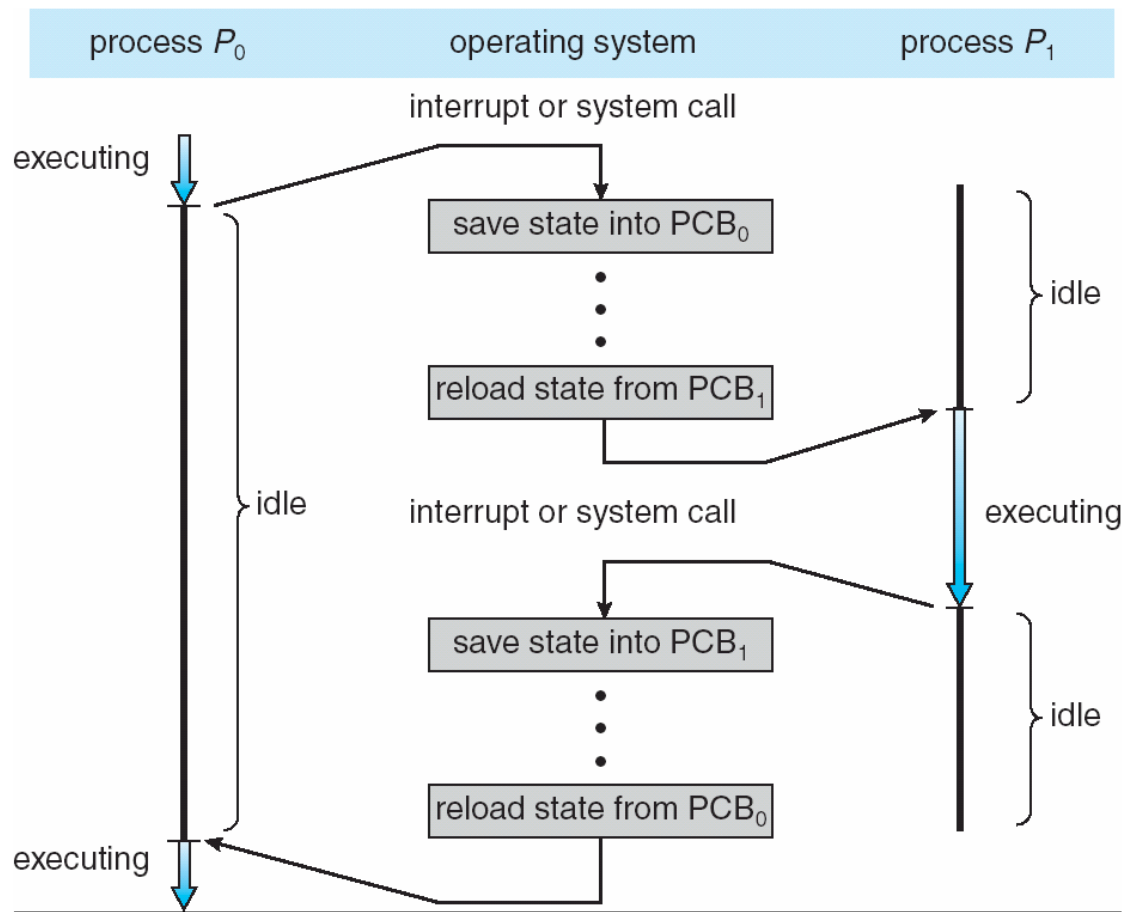 process P₀ operating system process P₁
interrupt or system call
executing
save state into PCB₀
idle
reload state from PCB₁
idle
interrupt or system call
executing
save state into PCB₁
idle
reload state from PCB₀
executing